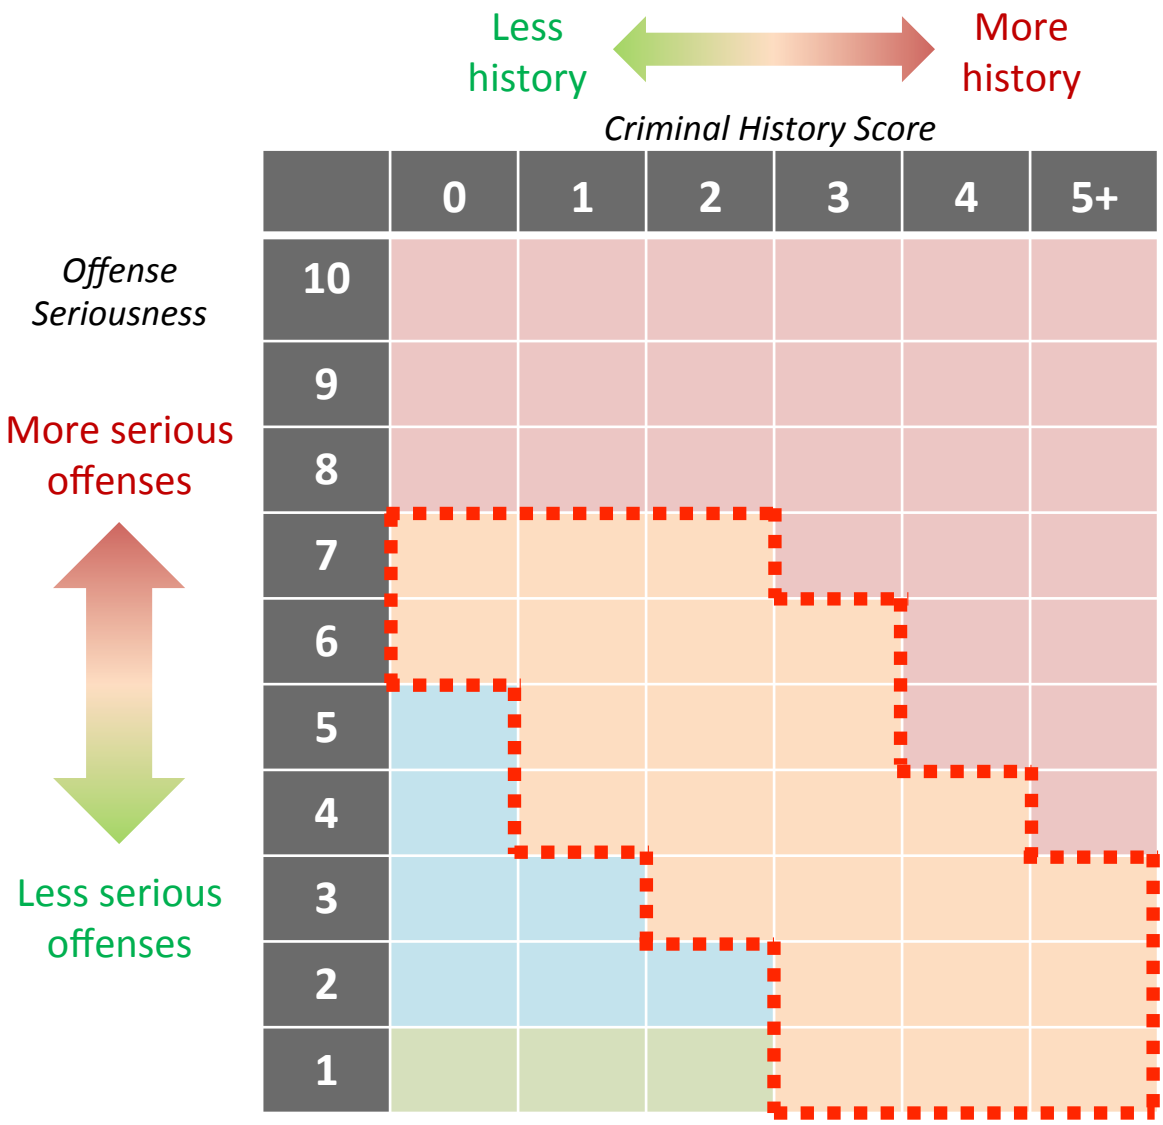 Less
history
More
history
Criminal History Score
0 1 2 3 4 5+
Offense
Seriousness
10
9
More serious
offenses
8
7
6
5
4
Less serious
offenses
3
2
1